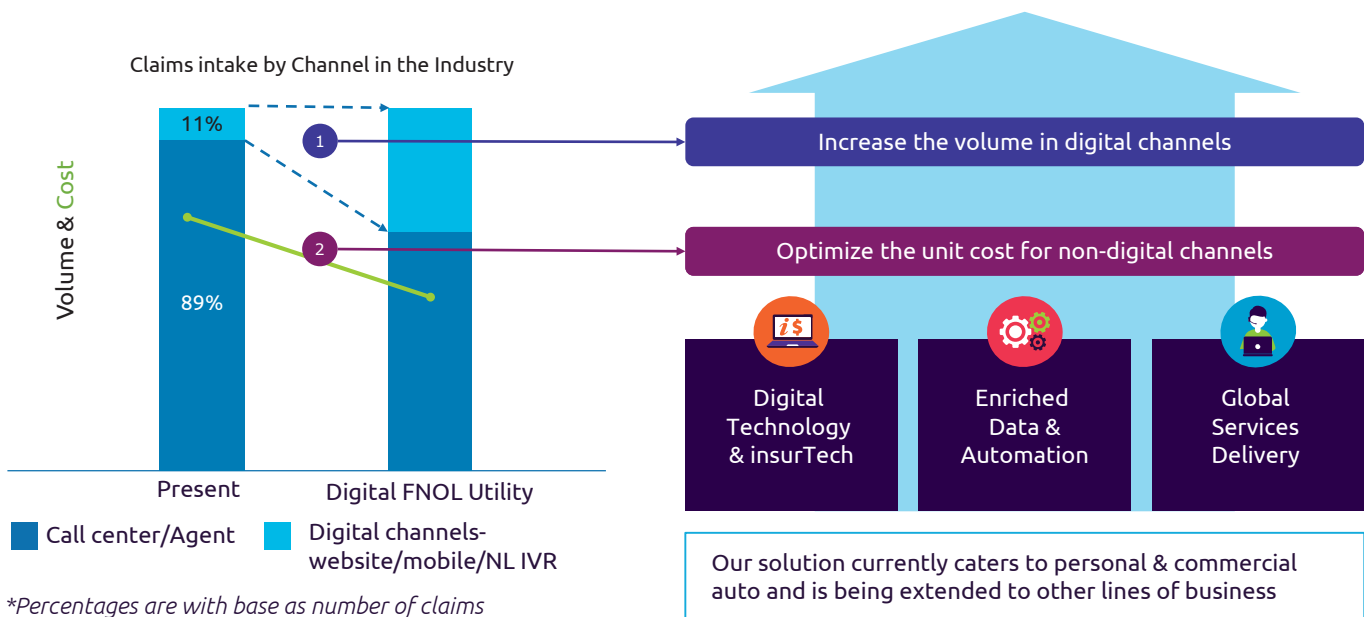 Claims intake by Channel in the Industry
Volume & Cost
11%
89%
1
2
Present
Digital FNOL Utility
Call center/Agent
Digital channels-
website/mobile/NL IVR
*Percentages are with base as number of claims
Increase the volume in digital channels
Optimize the unit cost for non-digital channels
i$
Digital
Technology
& insurTech
Enriched
Data &
Automation
Global
Services
Delivery
Our solution currently caters to personal & commercial
auto and is being extended to other lines of business